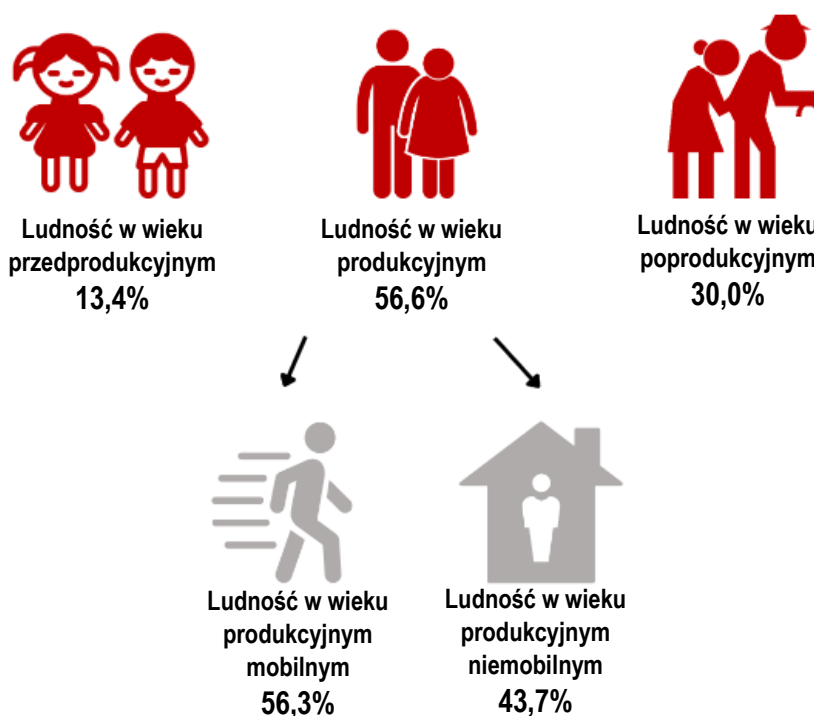 Ludność w wieku
przedprodukcyjnym
13,4%
Ludność w wieku
produkcyjnym
56,6%
Ludność w wieku
poprodukcyjnym
30,0%
Ludność w wieku
produkcyjnym
mobilnym
56,3%
Ludność w wieku
produkcyjnym
niemobilnym
43,7%